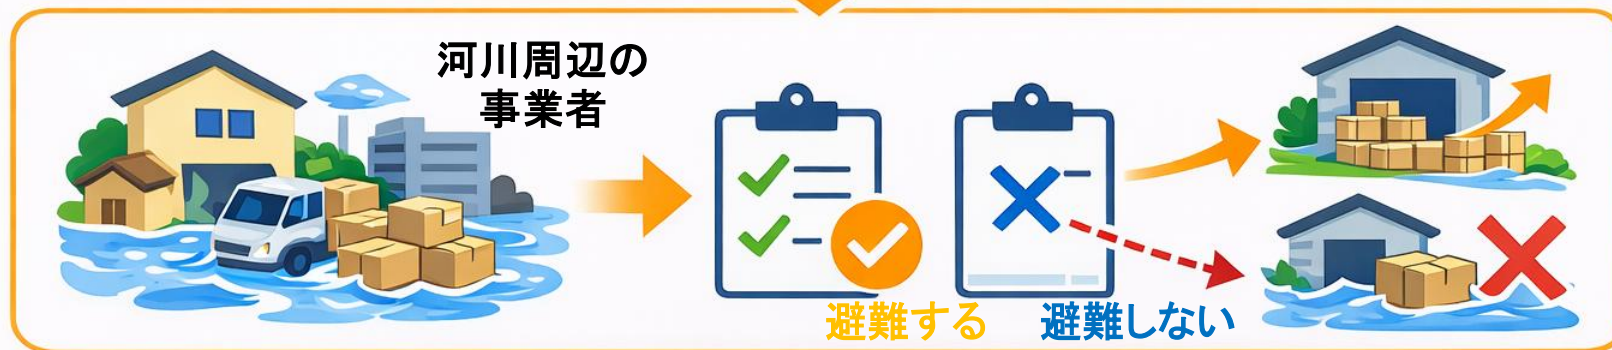 河川周辺の
事業者
避難する
避難しない